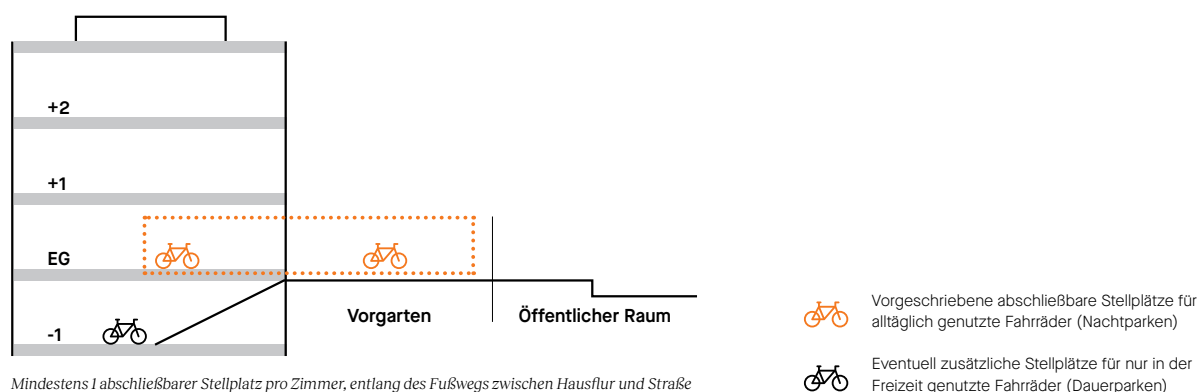 +2
+1
EG
-1
Vorgarten
Öffentlicher Raum
Mindestens 1 abschließbarer Stellplatz pro Zimmer, entlang des Fußwegs zwischen Hausflur und Straße
Vorgeschriebene abschließbare Stellplätze für
alltäglich genutzte Fahrräder (Nachtparken)
Eventuell zusätzliche Stellplätze für nur in der
Freizeit genutzte Fahrräder (Dauerparken)